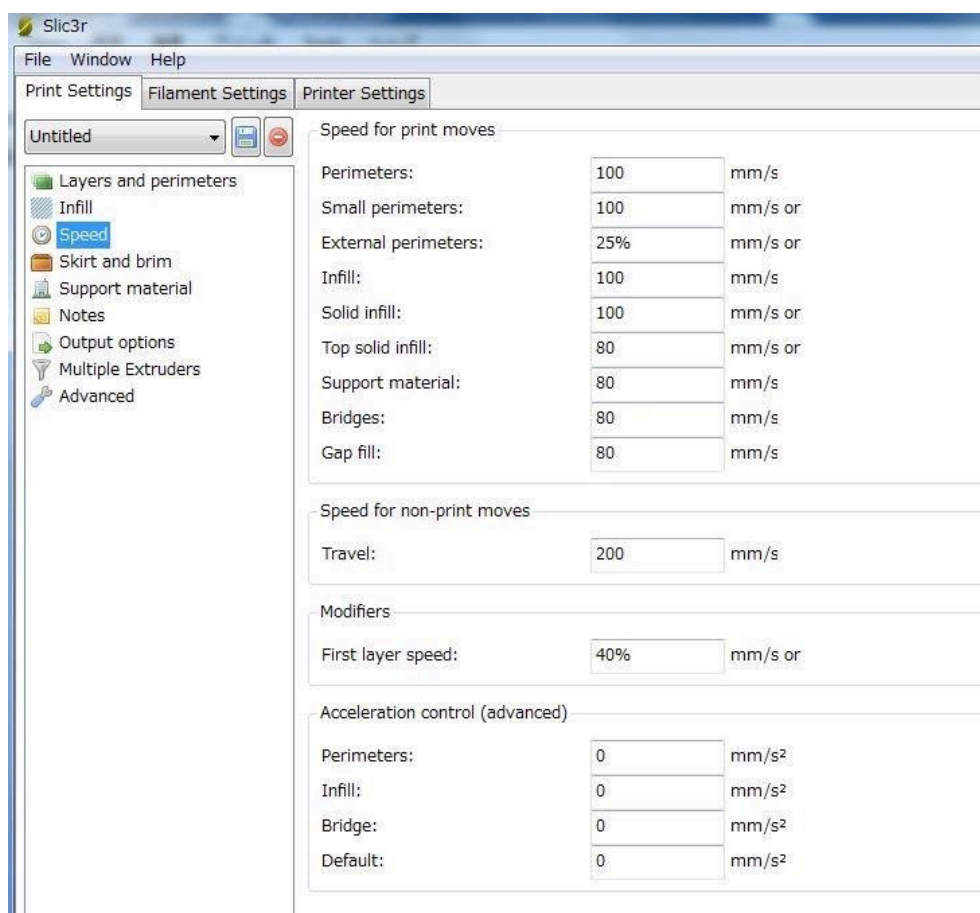 Slic3r
File Window Help
Print Settings Filament Settings Printer Settings
Untitled
Layers and perimeters
Infill
Speed
Skirt and brim
Support material
Notes
Output options
Multiple Extruders
Advanced
Speed for print moves
Perimeters: 100 mm/s
Small perimeters: 100 mm/s or
External perimeters: 25% mm/s or
Infill: 100 mm/s
Solid infill: 100 mm/s or
Top solid infill: 80 mm/s or
Support material: 80 mm/s
Bridges: 80 mm/s
Gap fill: 80 mm/s
Speed for non-print moves
Travel: 200 mm/s
Modifiers
First layer speed: 40% mm/s or
Acceleration control (advanced)
Perimeters: 0 mm/s²
Infill: 0 mm/s²
Bridge: 0 mm/s²
Default: 0 mm/s²